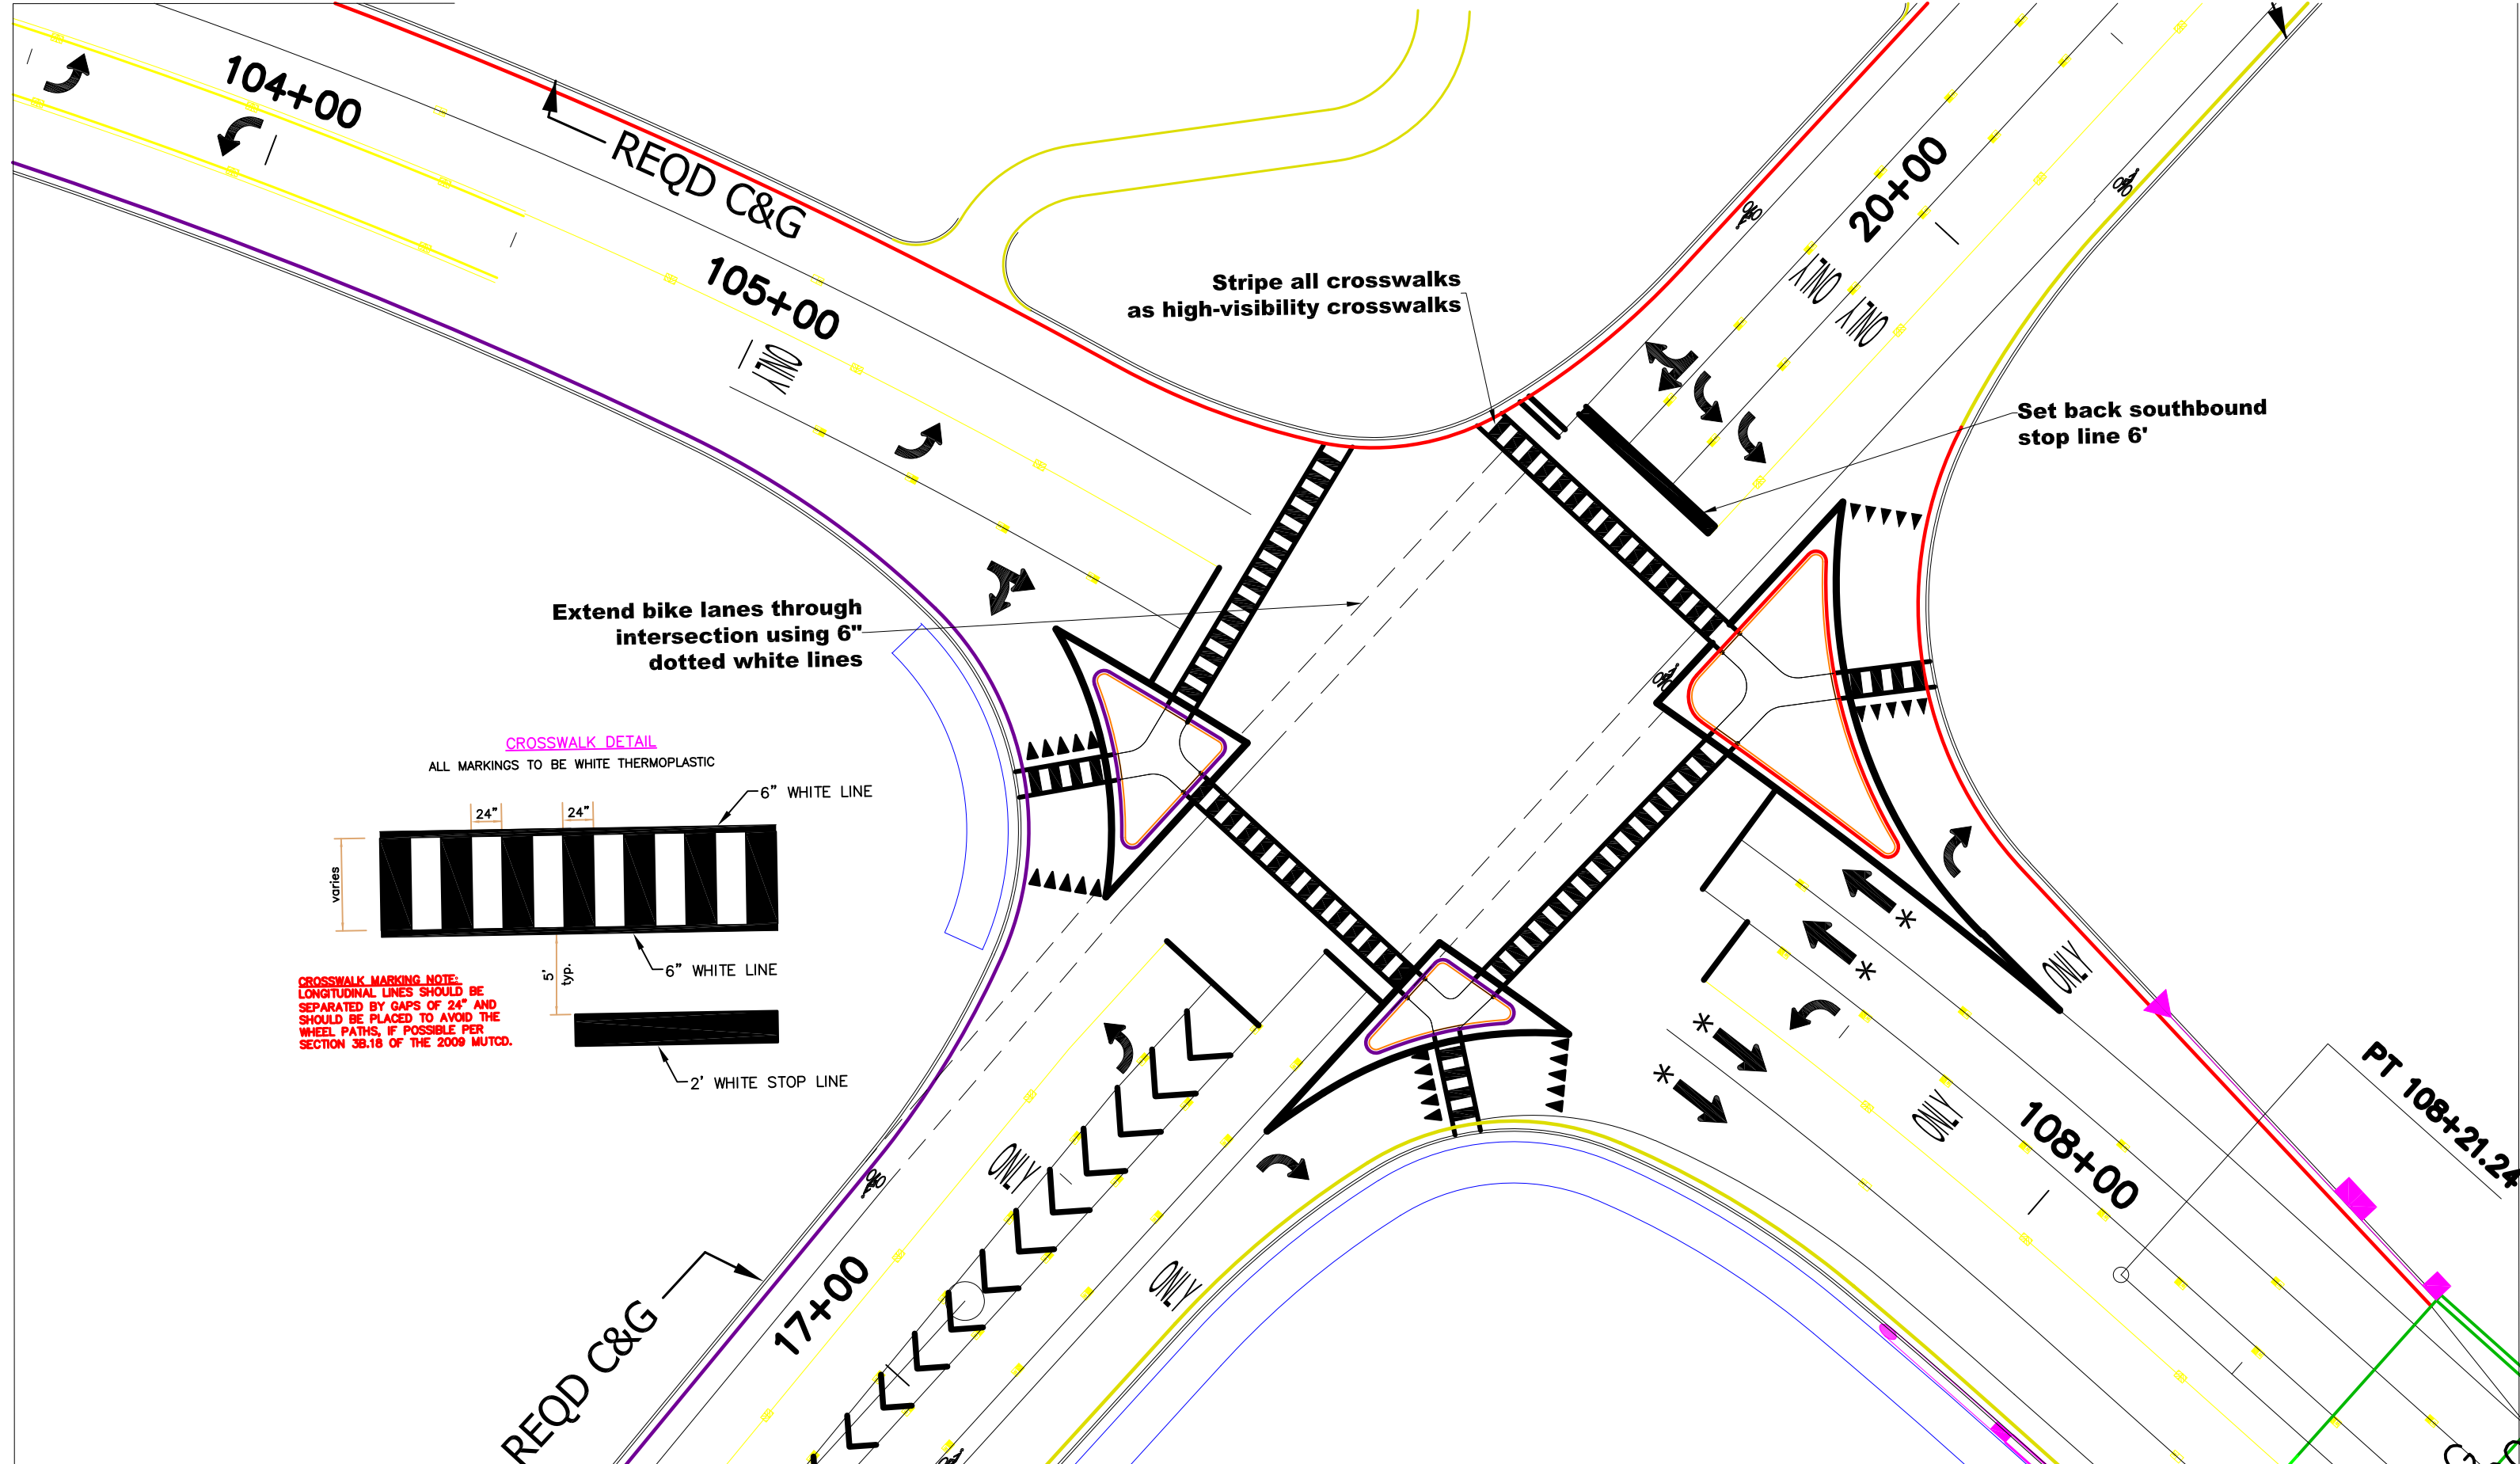 104+00
REQD C&G
105+00
ONLY
20+00
ONLY
ONLY
Stripe all crosswalks
as high-visibility crosswalks
Set back southbound
stop line 6'
Extend bike lanes through
intersection using 6"
dotted white lines
CROSSWALK DETAIL
ALL MARKINGS TO BE WHITE THERMOPLASTIC
6" WHITE LINE
24"
24"
varies
6" WHITE LINE
5'
typ.
2' WHITE STOP LINE
CROSSWALK MARKING NOTE:
LONGITUDINAL LINES SHOULD BE
SEPARATED BY GAPS OF 24" AND
SHOULD BE PLACED TO AVOID THE
WHEEL PATHS, IF POSSIBLE PER
SECTION 3B.18 OF THE 2009 MUTCD.
*
*
*
*
ONLY
ONLY
108+00
PT 108+21.24
ONLY
ONLY
17+00
REQD C&G